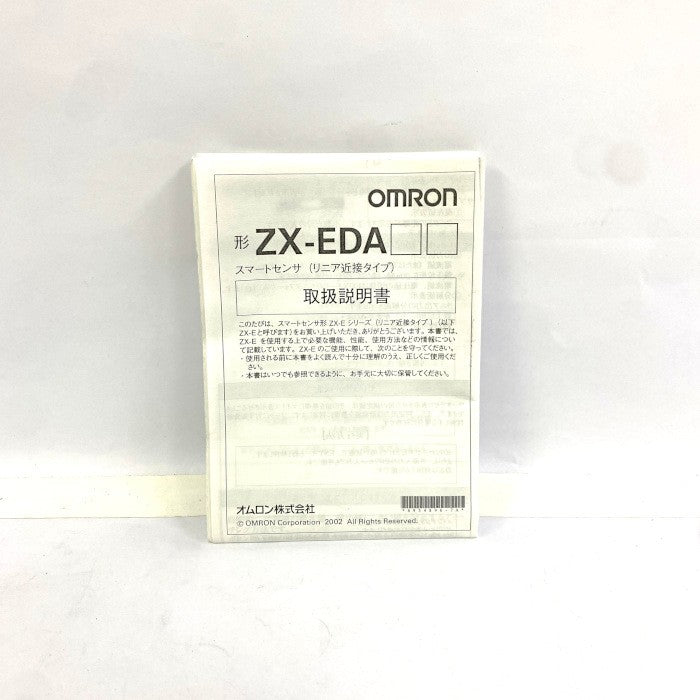 OMRON
形 ZX-EDA□□
スマートセンサ (リニア近接タイプ)
取扱説明書
このたびは、スマートセンサ形 ZX-E シリーズ (リニア近接タイプ) (以下
ZX-Eと呼びます)をお買い上げいただき、ありがとうございます。本書では、
ZX-E を使用する上で必要な機能、性能、使用方法などの情報につい
て記載しています。ZX-E のご使用に際して、次のことを守ってください。
・使用される前に本書をよく読んで十分に理解のうえ、正しくご使用くだ
さい。
・本書はいつでも参照できるように、お手元に大切に保管してください。
オムロン株式会社
© OMRON Corporation 2002 All Rights Reserved.